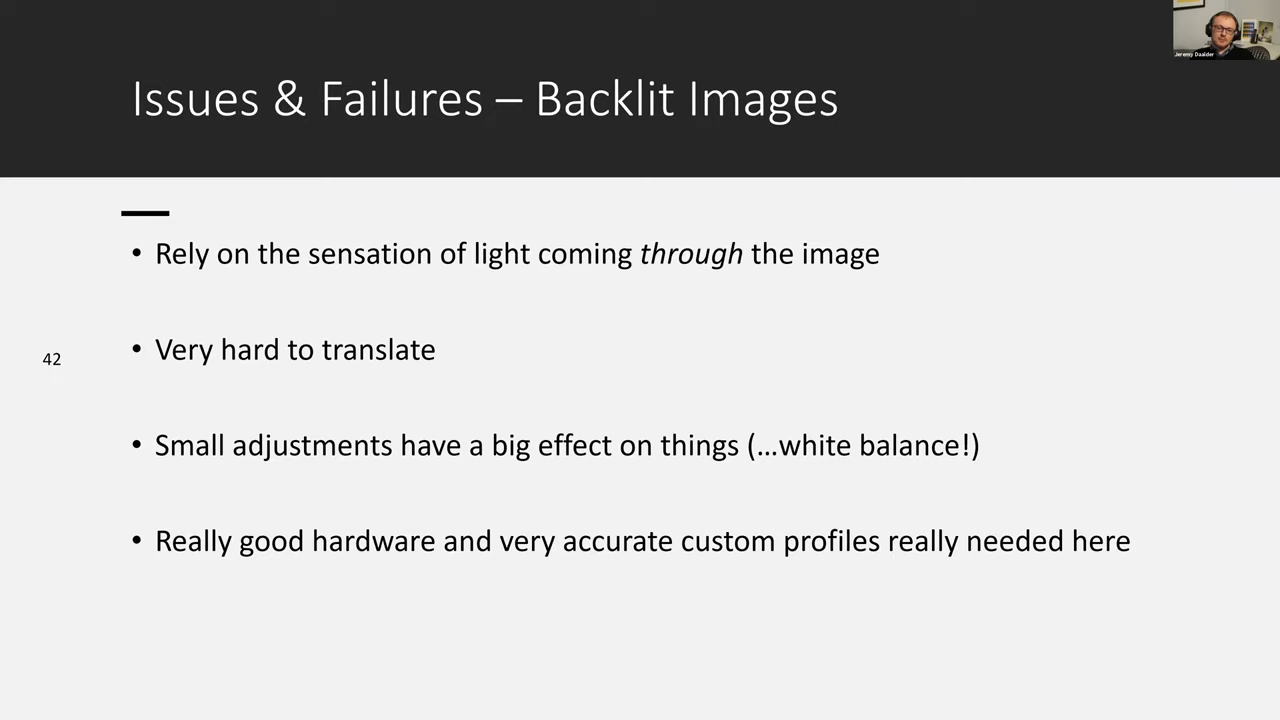 Jeremy Daalder
Issues & Failures – Backlit Images
• Rely on the sensation of light coming through the image
• Very hard to translate
42
• Small adjustments have a big effect on things (...white balance!)
• Really good hardware and very accurate custom profiles really needed here